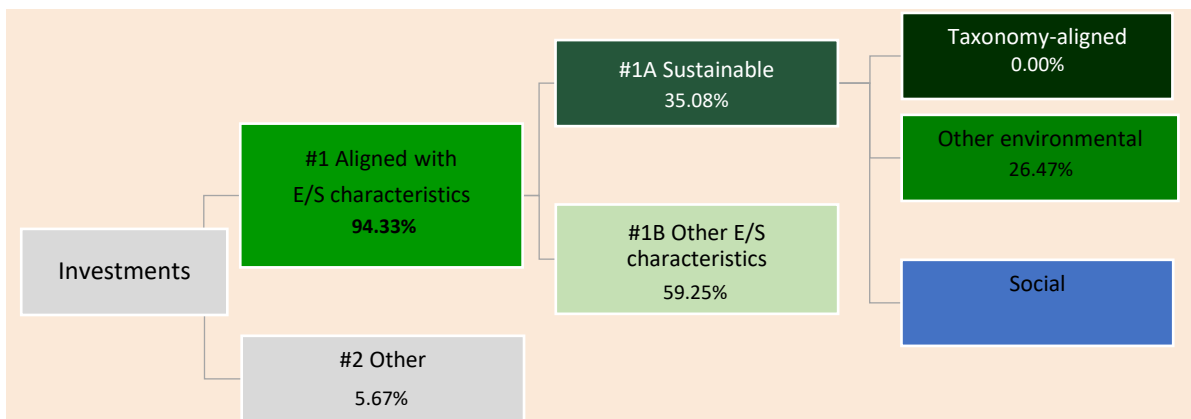 Investments
#1 Aligned with
E/S characteristics
94.33%
#2 Other
5.67%
#1A Sustainable
35.08%
#1B Other E/S
characteristics
59.25%
Taxonomy-aligned
0.00%
Other environmental
26.47%
Social